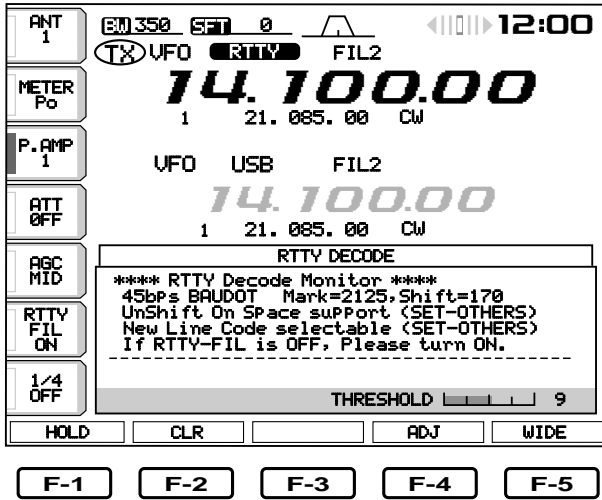 ANT
1
BW 350 SFT 0
12:00
TX VFO RTTY FIL2
METER
Po
14.100.00
1 21.085.00 CW
P.AMP
1
VFO USB FIL2
ATT
OFF
14.100.00
1 21.085.00 CW
AGC
MID
RTTY DECODE
**** RTTY Decode Monitor ****
45bps BAUDOT Mark=2125,Shift=170
UnShift On Space support (SET-OTHERS)
New Line Code selectable (SET-OTHERS)
If RTTY-FIL is OFF, Please turn ON.
RTTY
FIL
ON
1/4
OFF
THRESHOLD 9
HOLD CLR ADJ WIDE
F-1 F-2 F-3 F-4 F-5